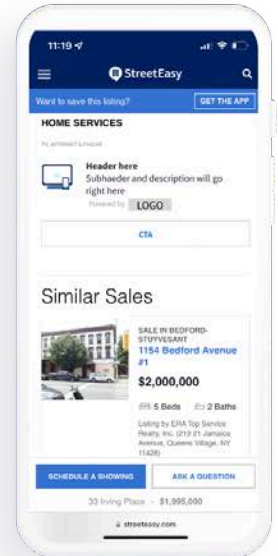 11:19
StreetEasy
Want to save this listing?
GET THE APP
HOME SERVICES
TV, INTERNET & PHONE
Header here
Subhaeder and description will go
right here
Powered by LOGO
CTA
Similar Sales
SALE IN BEDFORD-
STUYVESANT
1154 Bedford Avenue
#1
$2,000,000
5 Beds 2 Baths
Listing by ERA Top Service
Realty, Inc. (219 21 Jamaica
Avenue, Queens Village, NY
11428)
SCHEDULE A SHOWING
ASK A QUESTION
33 Irving Place - $1,995,000
streeteasy.com